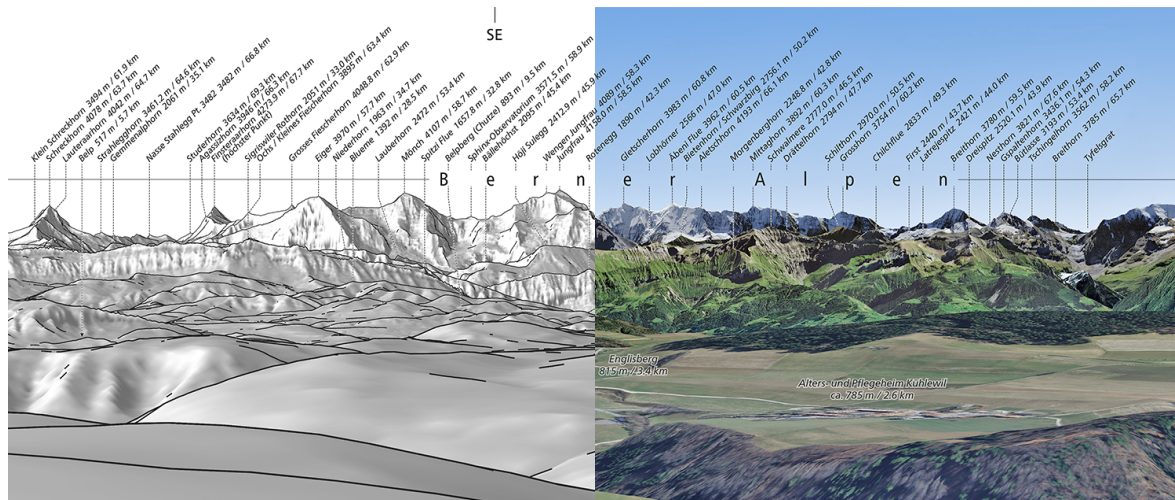 SE
Klein Schreckhorn 3494 m / 61.9 km
Schreckhorn 4078 m / 63.7 km
Lauteraarhorn 4042 m / 64.7 km
Belp 517 m / 5.7 km
Strahlegghorn 3461.2 m / 64.6 km
Gemmenalphorn 2061 m / 35.1 km
Nasse Strahlegg Pt. 3482 3482 m / 66.8 km
Studerhorn 3634 m / 69.3 km
Agassizhorn 3946 m / 66.3 km
Finsteraarhorn 4273.9 m / 67.7 km
(höchster Punkt)
Sigriswiler Rothorn 2051 m / 33.0 km
Ochs / Kleines Fiescherhorn 3895 m / 63.4 km
Grosses Fiescherhorn 4048.8 m / 62.9 km
Eiger 3970 m / 57.7 km
Niederhorn 1963 m / 34.7 km
Blueme 1392 m / 28.5 km
Lauberhorn 2472 m / 53.4 km
Mönch 4107 m / 58.7 km
Spitzi Flue 1657.8 m / 32.8 km
Belpberg (Chutze) 893 m / 9.5 km
Sphinx-Observatorium 3571.5 m / 58.9 km
Bällehöchst 2095 m / 45.4 km
Höji Sulegg 2412.9 m / 45.9 km
Wengen Jungfrau 4089 m / 58.3 km
Jungfrau 4158.0 m / 58.5 km
Rotenegg 1890 m / 42.3 km
Gletscherhorn 3983 m / 60.8 km
Lobhörner 2566 m / 47.0 km
Äbeni Flue 3962 m / 60.5 km
Bietenhorn - Schwarzbirg 2756.1 m / 50.2 km
Aletschhorn 4193 m / 66.1 km
Morgenberghorn 2248.8 m / 42.8 km
Mittaghorn 3892 m / 60.3 km
Schwalmere 2777.0 m / 46.5 km
Drettehorn 2794 m / 47.7 km
Schilthorn 2970.0 m / 50.5 km
Grosshorn 3754 m / 60.2 km
Chilchflue 2833 m / 49.3 km
First 2440.0 m / 43.7 km
Latrejespitz 2421 m / 44.0 km
Breithorn 3780 m / 59.5 km
Dreispitz 2520.1 m / 43.9 km
Nesthorn 3821 m / 67.6 km
Gspaltenhorn 3436.1 m / 54.3 km
Büttlassa 3193 m / 53.4 km
Tschingelhorn 3562 m / 58.2 km
Breithorn 3785 m / 65.7 km
Tyfelsgrat
Berner Alpen
Englisberg
815 m / 3.4 km
Alters- und Pflegeheim Kühlewil
ca. 785 m / 2.6 km